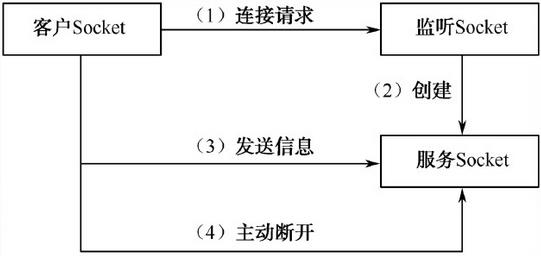 客户Socket
（1）连接请求
监听Socket
（2）创建
（3）发送信息
服务Socket
（4）主动断开